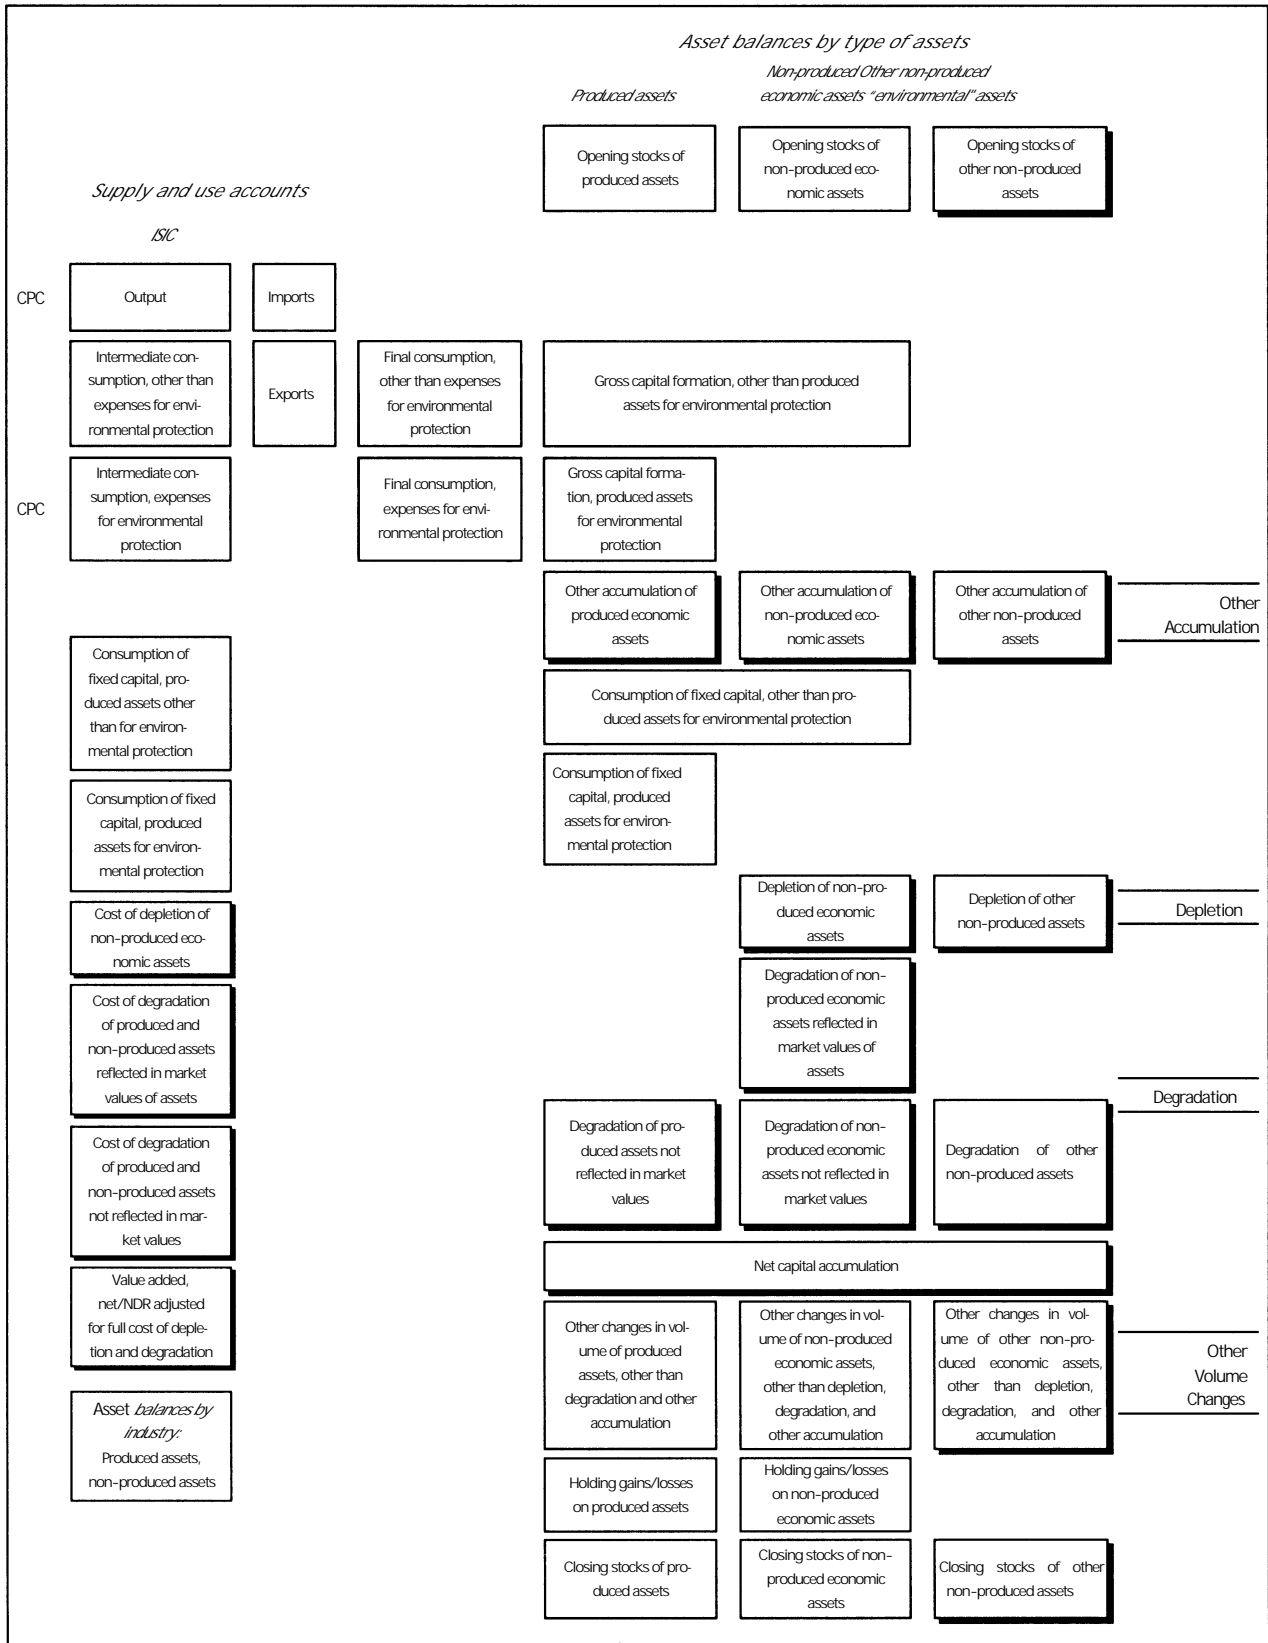 Asset balances by type of assets
Produced assets
Non-produced Other non-produced
economic assets "environmental" assets
Opening stocks of
produced assets
Opening stocks of
non-produced eco-
nomic assets
Opening stocks of
other non-produced
assets
Supply and use accounts
ISIC
CPC
Output
Imports
Intermediate con-
sumption, other than
expenses for envi-
ronmental protection
Exports
Final consumption,
other than expenses
for environmental
protection
Gross capital formation, other than produced
assets for environmental protection
CPC
Intermediate con-
sumption, expenses
for environmental
protection
Final consumption,
expenses for envi-
ronmental protection
Gross capital forma-
tion, produced assets
for environmental
protection
Other accumulation of
produced economic
assets
Other accumulation of
non-produced eco-
nomic assets
Other accumulation of
other non-produced
assets
Other
Accumulation
Consumption of
fixed capital, pro-
duced assets other
than for environ-
mental protection
Consumption of fixed capital, other than pro-
duced assets for environmental protection
Consumption of fixed
capital, produced
assets for environ-
mental protection
Consumption of fixed
capital, produced
assets for environ-
mental protection
Cost of depletion of
non-produced eco-
nomic assets
Depletion of non-pro-
duced economic
assets
Depletion of other
non-produced assets
Depletion
Cost of degradation
of produced and
non-produced assets
reflected in market
values of assets
Degradation of non-
produced economic
assets reflected in
market values of
assets
Degradation
Cost of degradation
of produced and
non-produced assets
not reflected in mar-
ket values
Degradation of pro-
duced assets not
reflected in market
values
Degradation of non-
produced economic
assets not reflected in
market values
Degradation of other
non-produced assets
Net capital accumulation
Value added,
net/NDR adjusted
for full cost of deple-
tion and degradation
Other changes in vol-
ume of produced
assets, other than
degradation and other
accumulation
Other changes in vol-
ume of non-produced
economic assets,
other than depletion,
degradation, and
other accumulation
Other changes in vol-
ume of other non-pro-
duced economic assets,
other than depletion,
degradation, and other
accumulation
Other
Volume
Changes
Asset balances by
industry:
Produced assets,
non-produced assets
Holding gains/losses
on produced assets
Holding gains/losses
on non-produced
economic assets
Closing stocks of pro-
duced assets
Closing stocks of non-
produced economic
assets
Closing stocks of other
non-produced assets